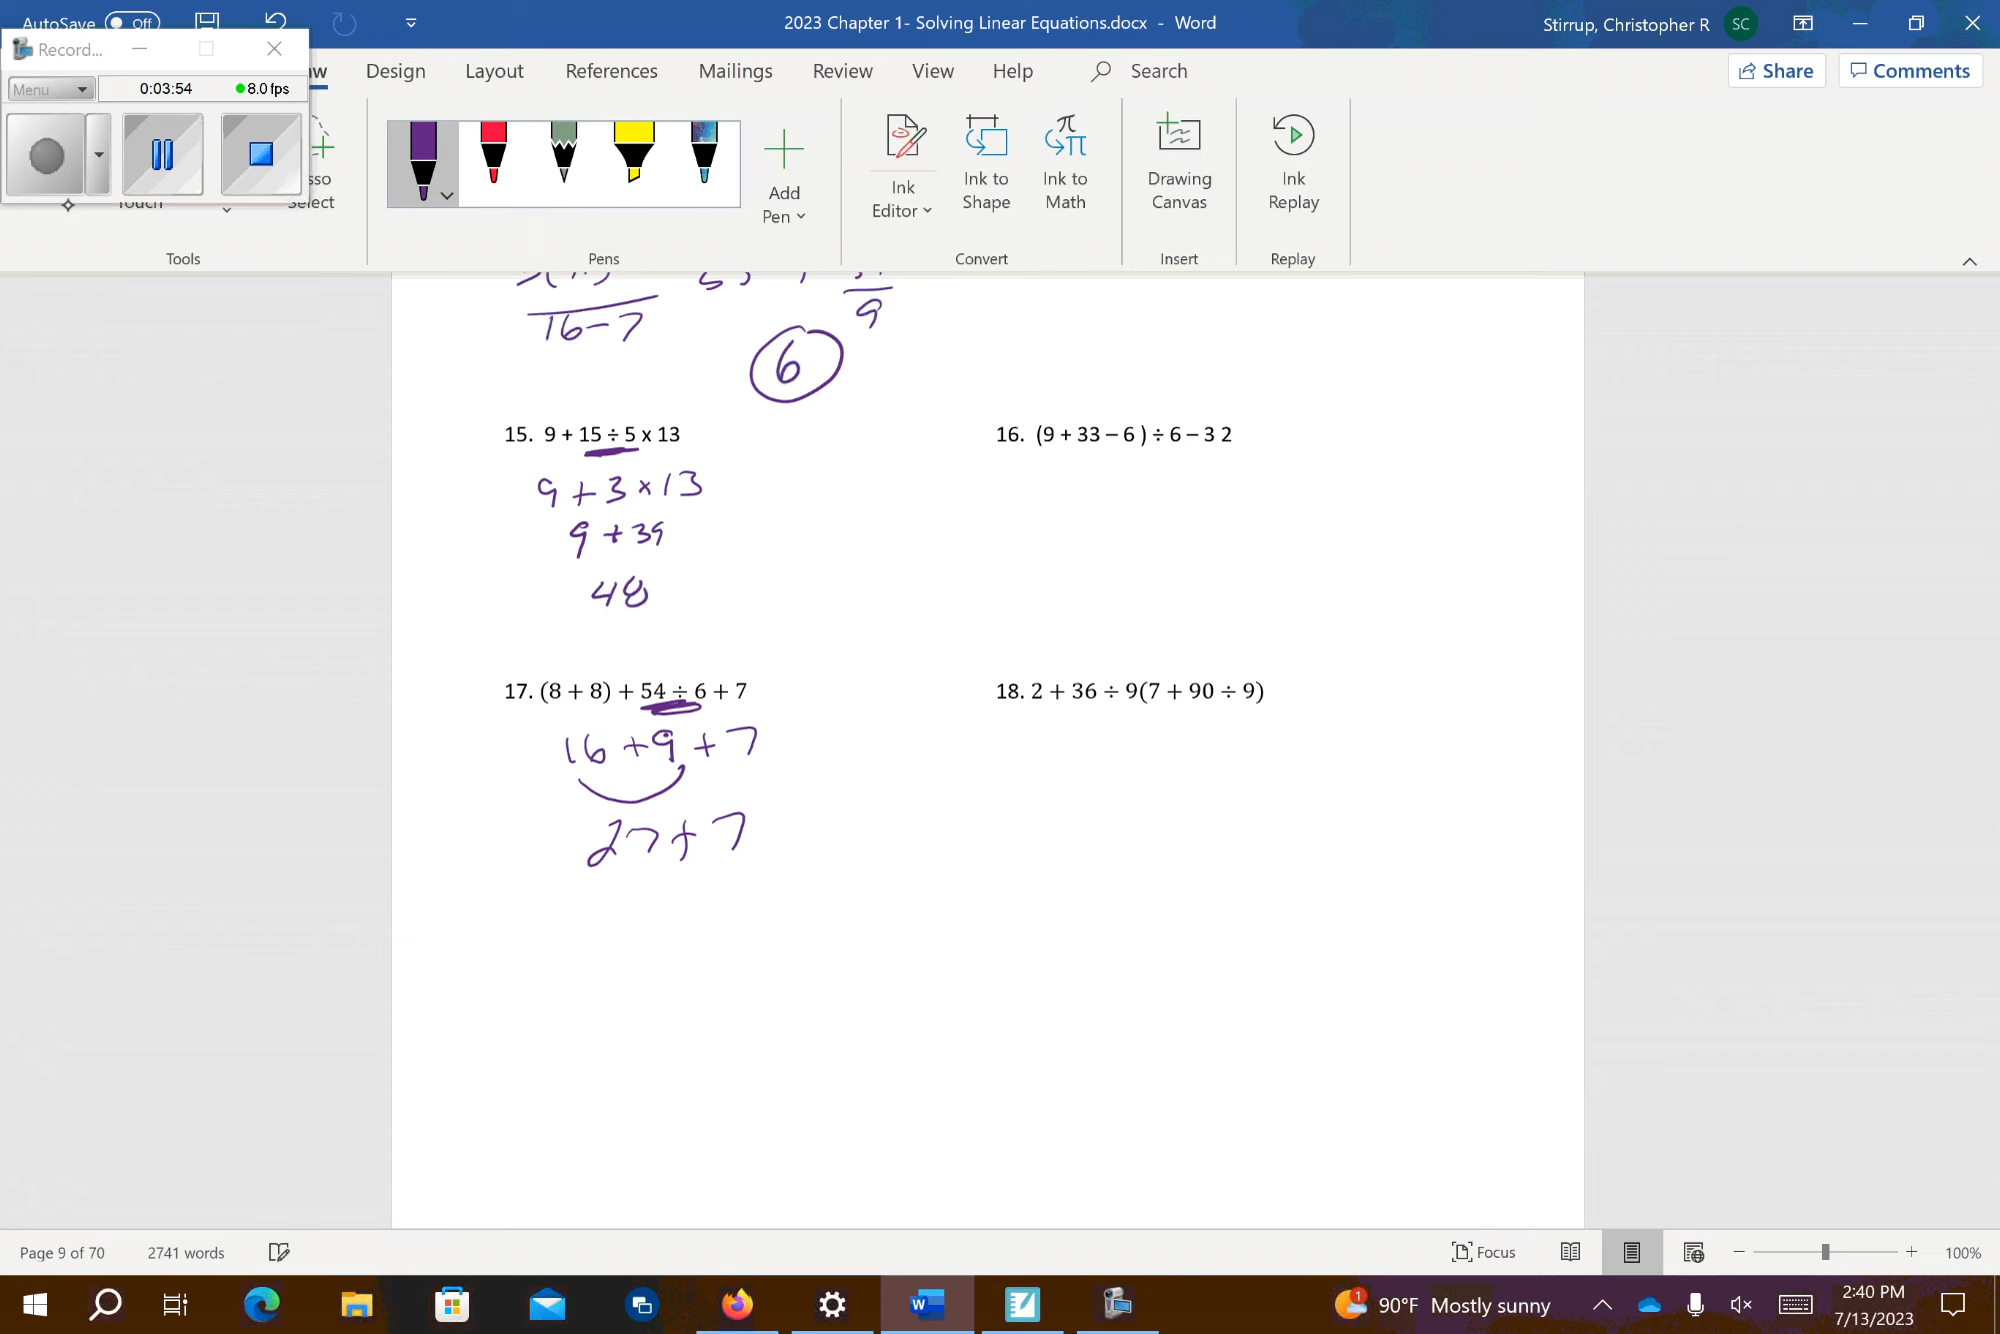 AutoSave Off
2023 Chapter 1- Solving Linear Equations.docx - Word
Stirrup, Christopher R SC
Record...
Menu 0:03:54 8.0 fps
Design Layout References Mailings Review View Help Search
Share Comments
Touch
Select
Add Pen
Ink Editor
Ink to Shape
Ink to Math
Drawing Canvas
Ink Replay
Tools Pens Convert Insert Replay
16-7
9
6
15. 9 + 15 ÷ 5 x 13
9 + 3 × 13
9 + 39
48
16. (9 + 33 – 6 ) ÷ 6 – 3 2
17. (8 + 8) + 54 ÷ 6 + 7
16 + 9 + 7
27 + 7
18. 2 + 36 ÷ 9(7 + 90 ÷ 9)
Page 9 of 70 2741 words
Focus 100%
1 90°F Mostly sunny
2:40 PM
7/13/2023